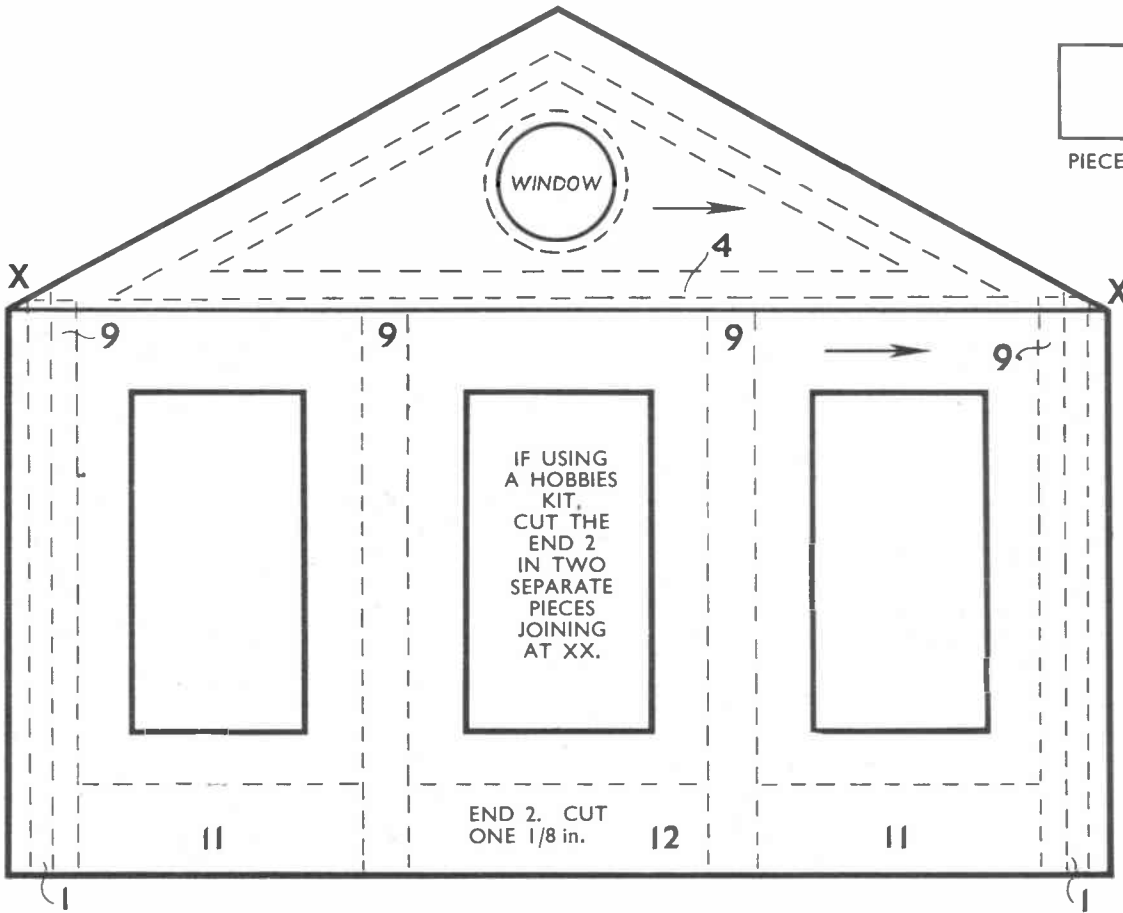 PIECE
WINDOW
4
X
X
9
9
9
9
IF USING
A HOBBIES
KIT,
CUT THE
END 2
IN TWO
SEPARATE
PIECES
JOINING
AT XX.
11
END 2. CUT
ONE 1/8 in.
12
11
1
1